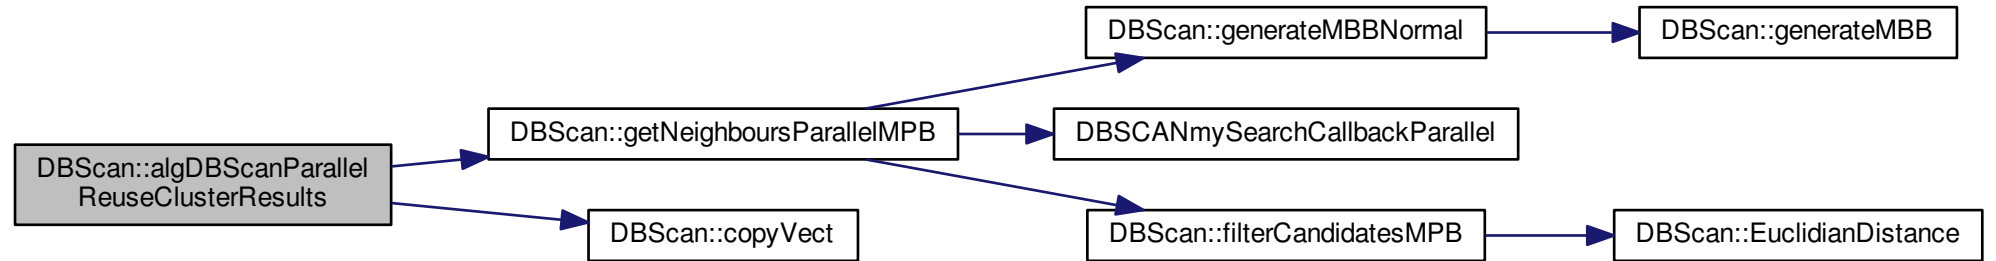 DBScan::algDBScanParallel
ReuseClusterResults
DBScan::getNeighboursParallelMPB
DBScan::copyVect
DBScan::generateMBBNormal
DBSCANmySearchCallbackParallel
DBScan::filterCandidatesMPB
DBScan::generateMBB
DBScan::EuclidianDistance